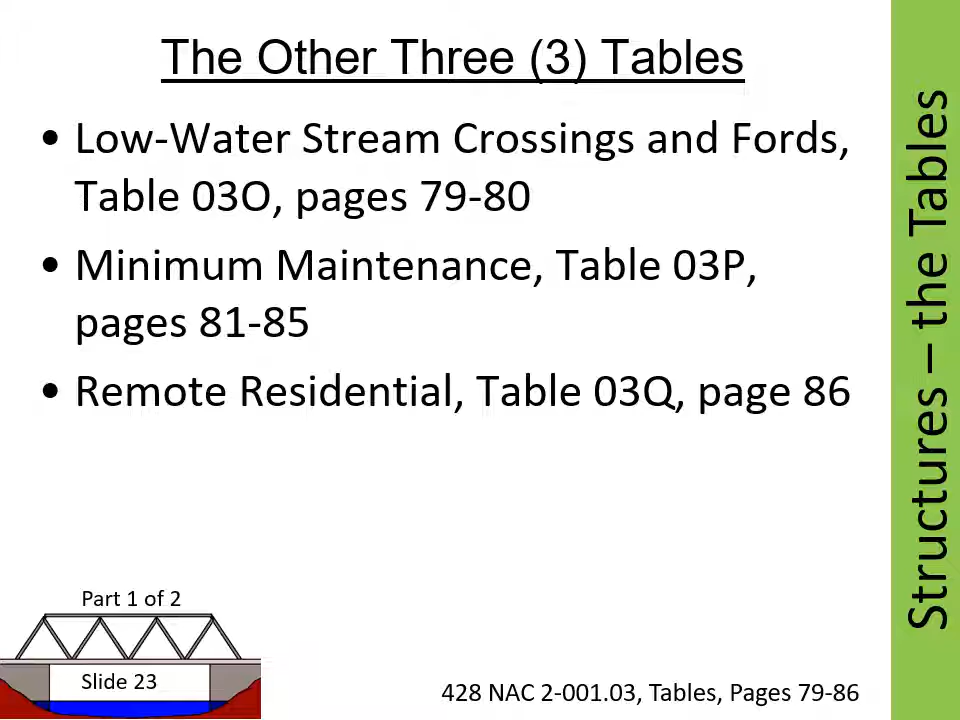 The Other Three (3) Tables
• Low-Water Stream Crossings and Fords,
Table 03O, pages 79-80
• Minimum Maintenance, Table 03P,
pages 81-85
• Remote Residential, Table 03Q, page 86
Structures – the Tables
Part 1 of 2
Slide 23
428 NAC 2-001.03, Tables, Pages 79-86